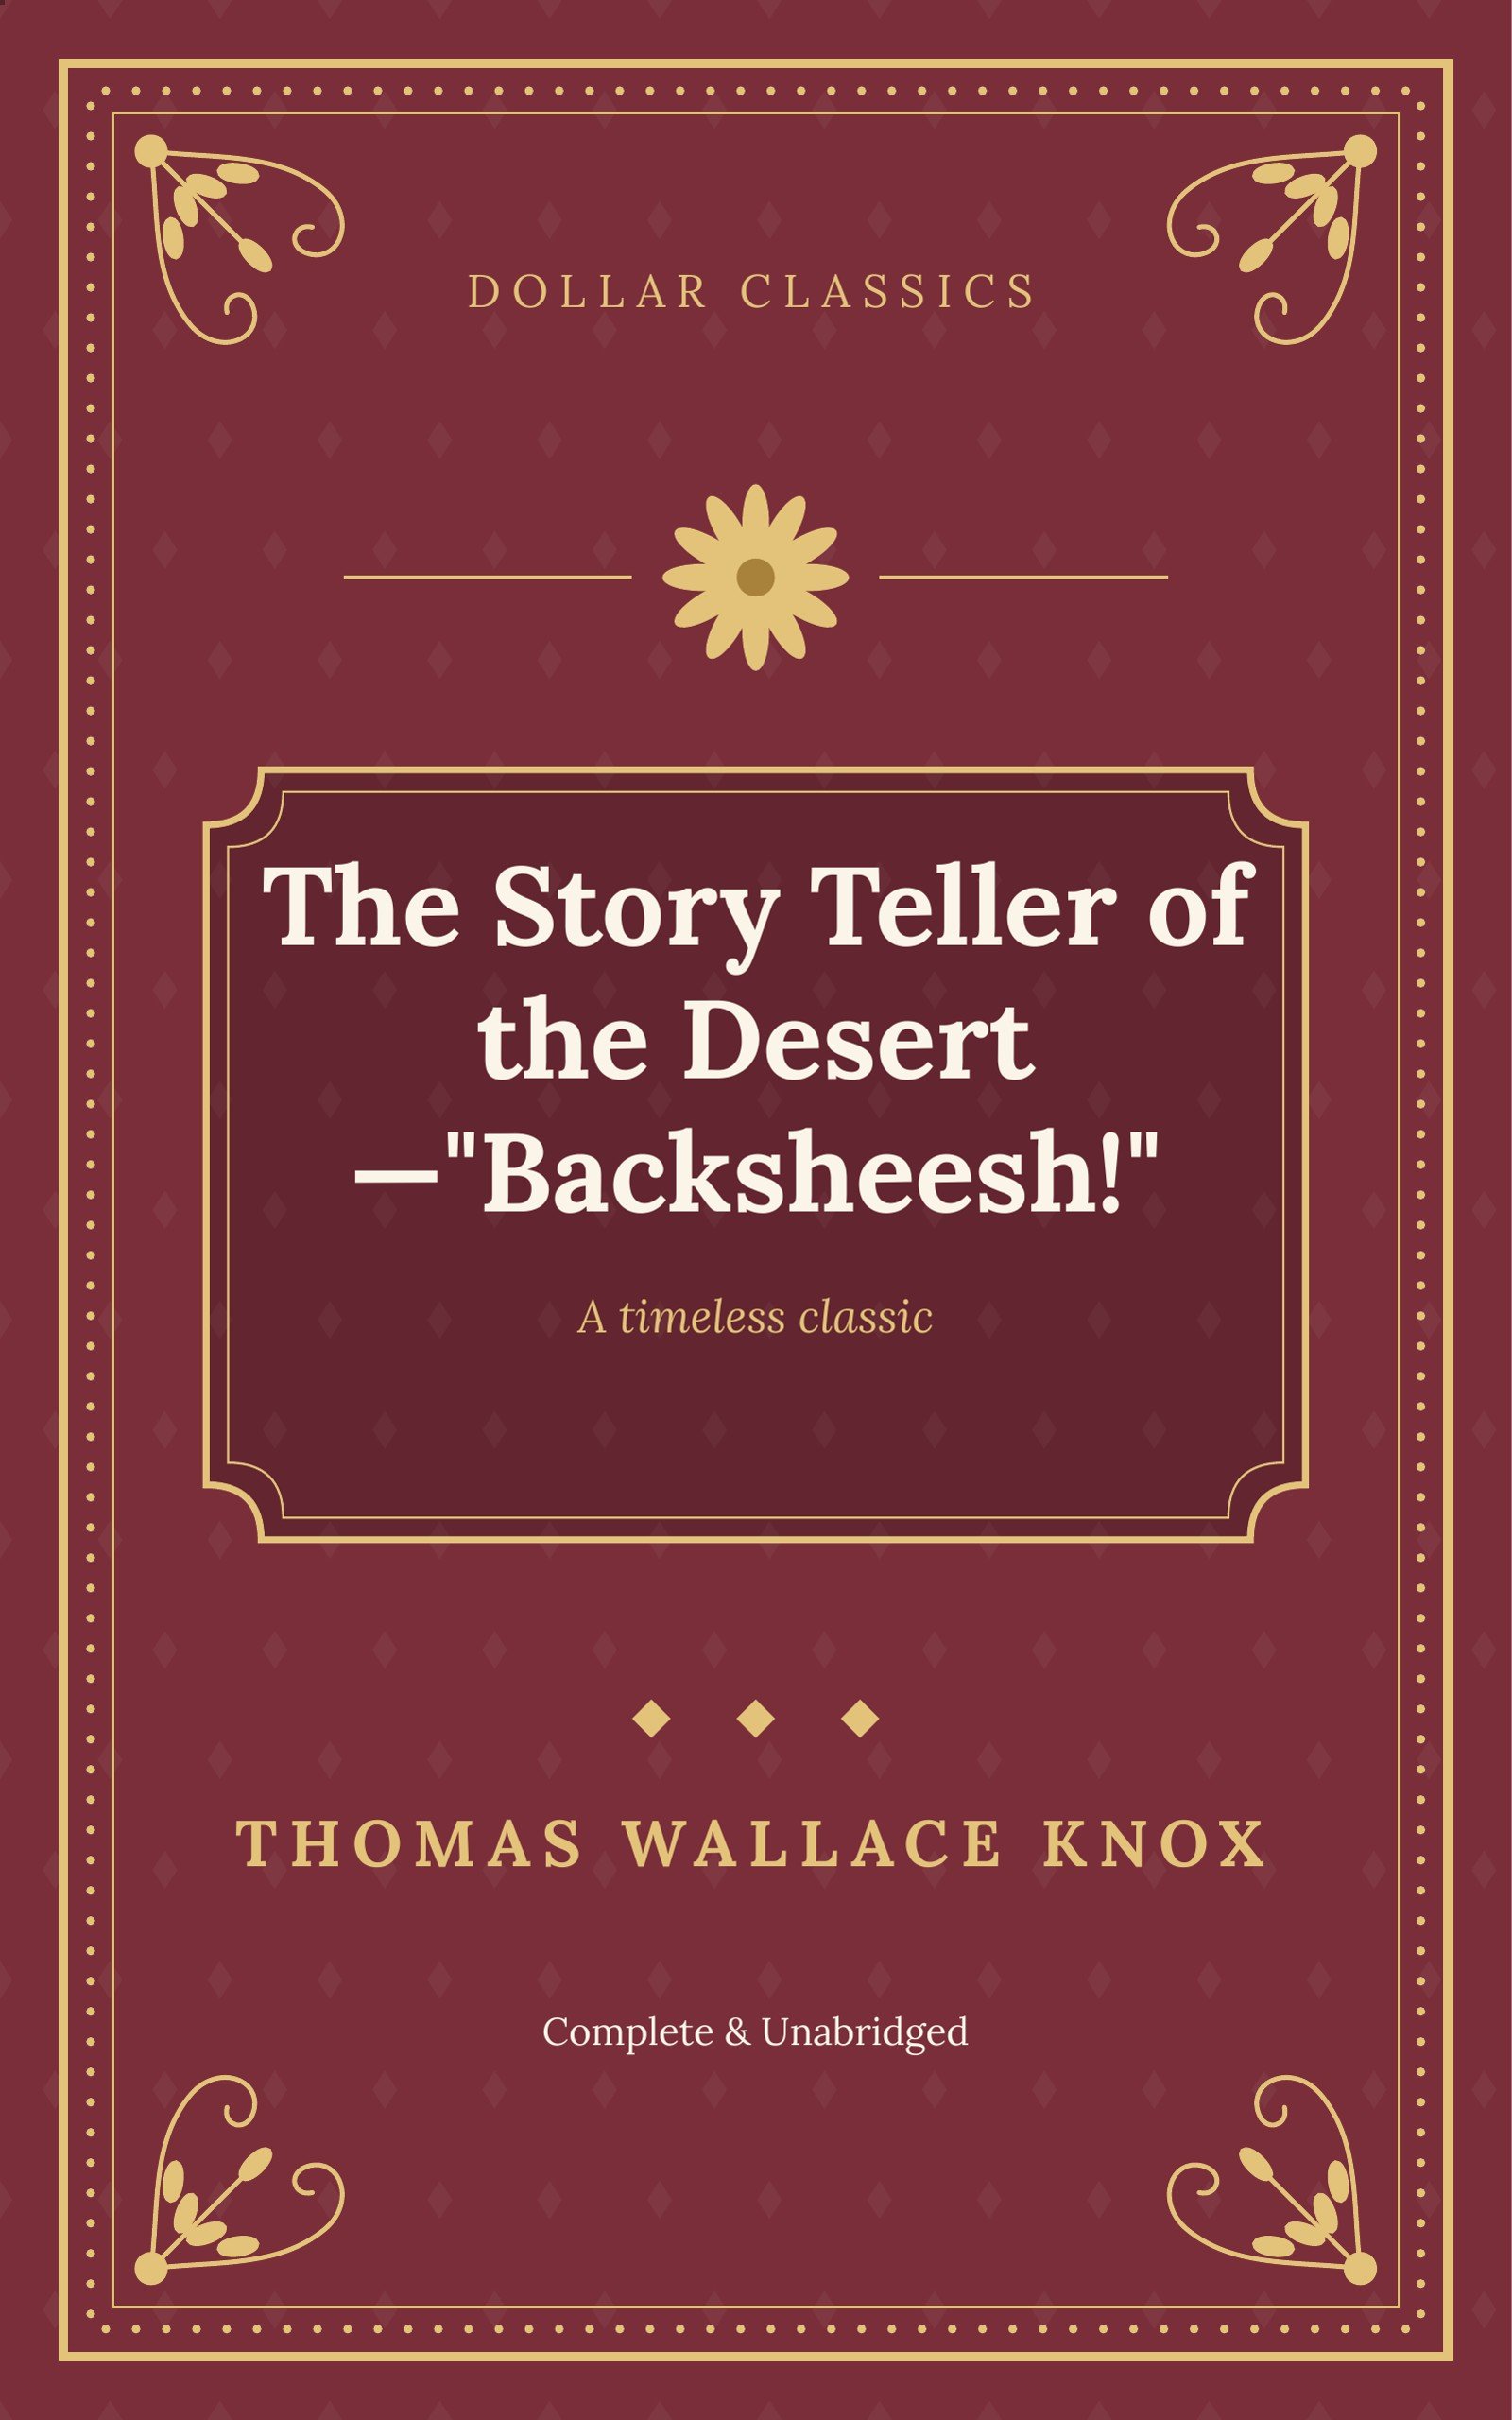 DOLLAR CLASSICS
The Story Teller of
the Desert
—"Backsheesh!"
A timeless classic
THOMAS WALLACE KNOX
Complete & Unabridged